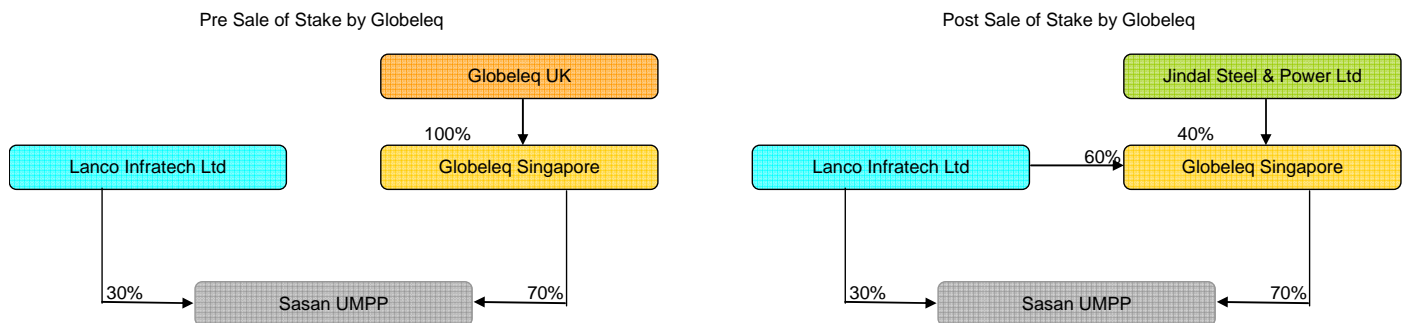 Pre Sale of Stake by Globeleq
Globeleq UK
100%
Lanco Infratech Ltd
Globeleq Singapore
30%
70%
Sasan UMPP
Post Sale of Stake by Globeleq
Jindal Steel & Power Ltd
40%
60%
Lanco Infratech Ltd
Globeleq Singapore
30%
70%
Sasan UMPP